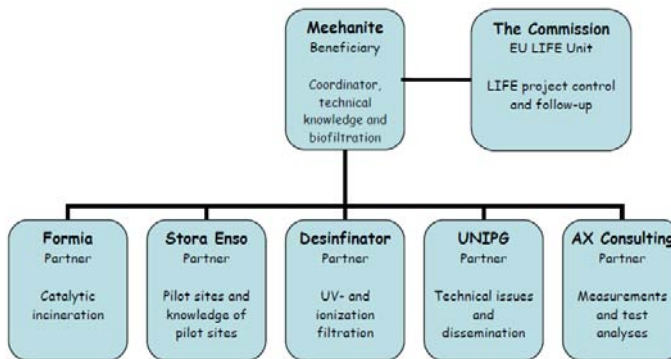 Meehanite
Beneficiary
Coordinator,
technical
knowledge and
biofiltration
The Commission
EU LIFE Unit
LIFE project control
and follow-up
Formia
Partner
Catalytic
incineration
Stora Enso
Partner
Pilot sites and
knowledge of
pilot sites
Desinfinator
Partner
UV- and
ionization
filtration
UNIPG
Partner
Technical issues
and
dissemination
AX Consulting
Partner
Measurements
and test
analyses